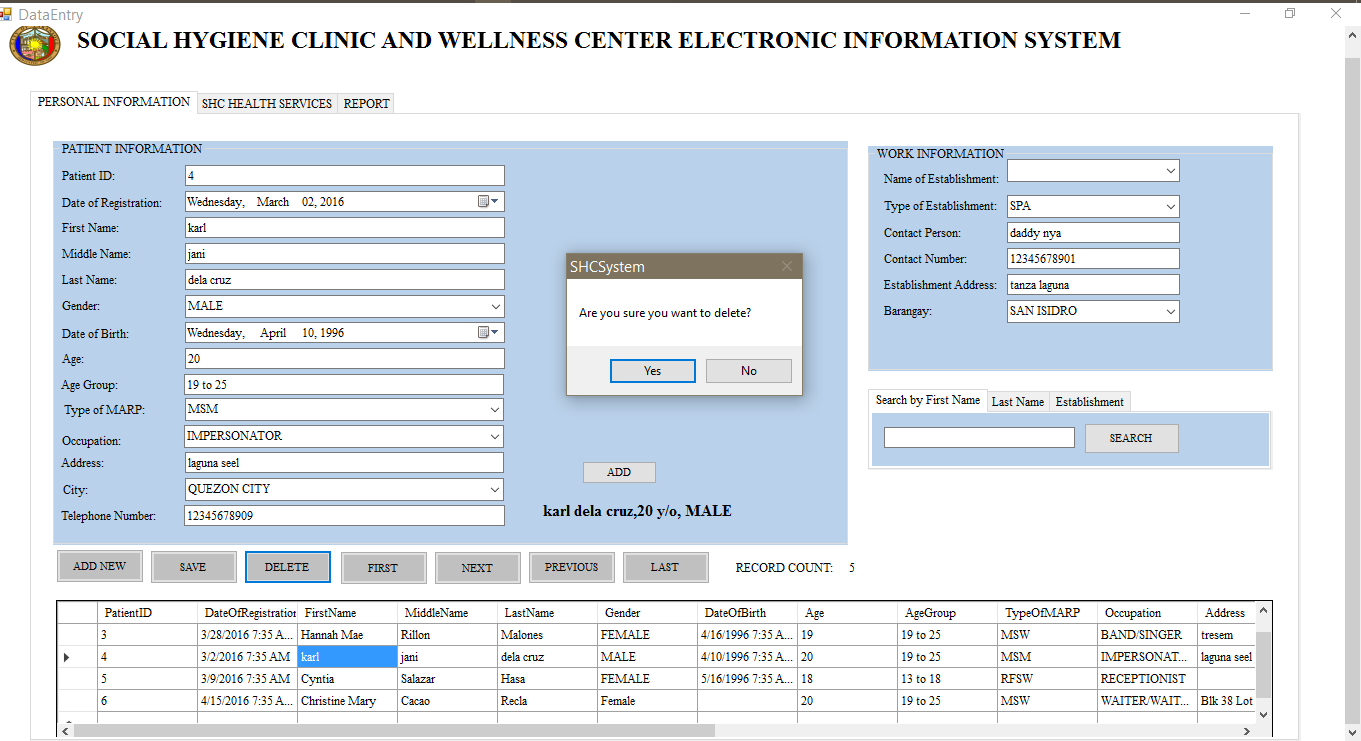 DataEntry
SOCIAL HYGIENE CLINIC AND WELLNESS CENTER ELECTRONIC INFORMATION SYSTEM
PERSONAL INFORMATION SHC HEALTH SERVICES REPORT
PATIENT INFORMATION
Patient ID: 4
Date of Registration: Wednesday, March 02, 2016
First Name: karl
Middle Name: jani
Last Name: dela cruz
Gender: MALE
Date of Birth: Wednesday, April 10, 1996
Age: 20
Age Group: 19 to 25
Type of MARP: MSM
Occupation: IMPERSONATOR
Address: laguna seel
City: QUEZON CITY
Telephone Number: 12345678909
ADD
karl dela cruz,20 y/o, MALE
SHCSystem
Are you sure you want to delete?
Yes No
WORK INFORMATION
Name of Establishment:
Type of Establishment: SPA
Contact Person: daddy nya
Contact Number: 12345678901
Establishment Address: tanza laguna
Barangay: SAN ISIDRO
Search by First Name Last Name Establishment
SEARCH
ADD NEW SAVE DELETE FIRST NEXT PREVIOUS LAST RECORD COUNT: 5
PatientID DateOfRegistration FirstName MiddleName LastName Gender DateOfBirth Age AgeGroup TypeOfMARP Occupation Address
3 3/28/2016 7:35 A... Hannah Mae Rillon Malones FEMALE 4/16/1996 7:35 A... 19 19 to 25 MSW BAND/SINGER tresem
4 3/2/2016 7:35 AM karl jani dela cruz MALE 4/10/1996 7:35 A... 20 19 to 25 MSM IMPERSONAT... laguna seel
5 3/9/2016 7:35 AM Cyntia Salazar Hasa FEMALE 5/16/1996 7:35 A... 18 13 to 18 RFSW RECEPTIONIST
6 4/15/2016 7:35 A... Christine Mary Cacao Recla Female 20 19 to 25 MSW WAITER/WAIT... Blk 38 Lot